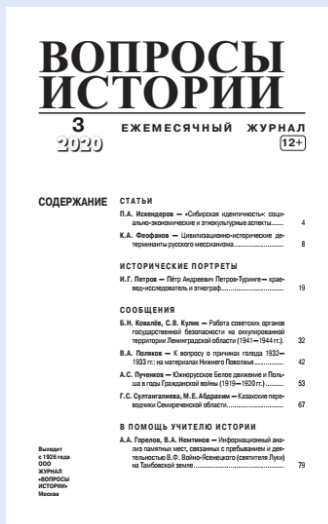 ВОПРОСЫ
ИСТОРИИ
3
2020
ЕЖЕМЕСЯЧНЫЙ ЖУРНАЛ
12+
СОДЕРЖАНИЕ
СТАТЬИ
П.А. Искендеров — «Сибирская идентичность»: соци-
ально-экономические и этнокультурные аспекты....... 4
К.А. Феофанов — Цивилизационно-исторические де-
терминанты русского мессианизма............................ 8
ИСТОРИЧЕСКИЕ ПОРТРЕТЫ
И.Г. Петров — Пётр Андреевич Петров-Туринге — крае-
вед-исследователь и этнограф................................ 19
СООБЩЕНИЯ
Б.Н. Ковалёв, С.В. Кулик — Работа советских органов
государственной безопасности на оккупированной
территории Ленинградской области (1941—1944 гг.). 32
В.А. Поляков — К вопросу о причинах голода 1932—
1933 гг.: на материалах Нижнего Поволжья ............. 42
А.С. Пученков — Южнорусское Белое движение и Поль-
ша в годы Гражданской войны (1919—1920 гг.) ......... 53
Г.С. Султангалиева, М.Е. Абдрахим — Казахские пере-
водчики Семиреченской области............................. 67
В ПОМОЩЬ УЧИТЕЛЮ ИСТОРИИ
А.А. Горелов, В.А. Немтинов — Информационный ана-
лиз памятных мест, связанных с пребыванием и дея-
тельностью В.Ф. Войно-Ясенецкого (святителя Луки)
на Тамбовской земле............................................ 79
Выходит
с 1926 года
ООО
ЖУРНАЛ
«ВОПРОСЫ
ИСТОРИИ»
Москва